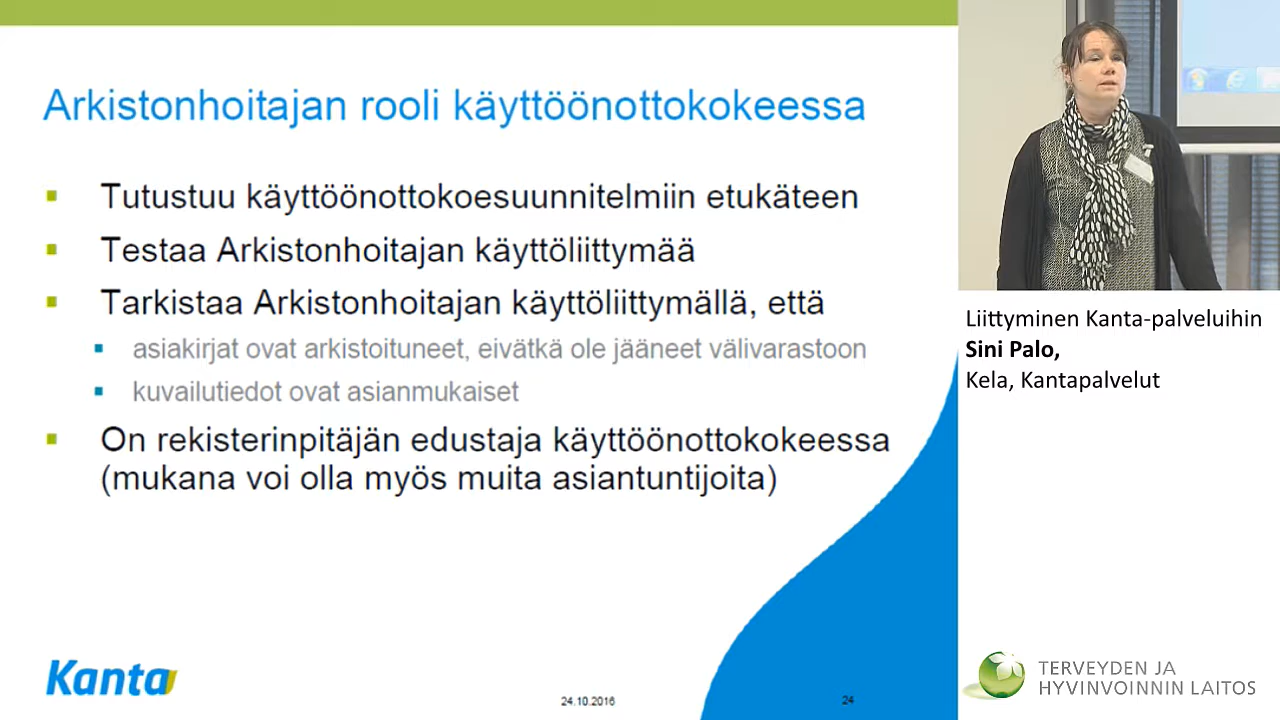 Arkistonhoitajan rooli käyttöönottokokeessa
Tutustuu käyttöönottokoesuunnitelmiin etukäteen
Testaa Arkistonhoitajan käyttöliittymää
Tarkistaa Arkistonhoitajan käyttöliittymällä, että
asiakirjat ovat arkistoituneet, eivätkä ole jääneet välivarastoon
kuvailutiedot ovat asianmukaiset
On rekisterinpitäjän edustaja käyttöönottokokeessa
(mukana voi olla myös muita asiantuntijoita)
Kanta
24.10.2016
24
Liittyminen Kanta-palveluihin
Sini Palo,
Kela, Kantapalvelut
TERVEYDEN JA
HYVINVOINNIN LAITOS